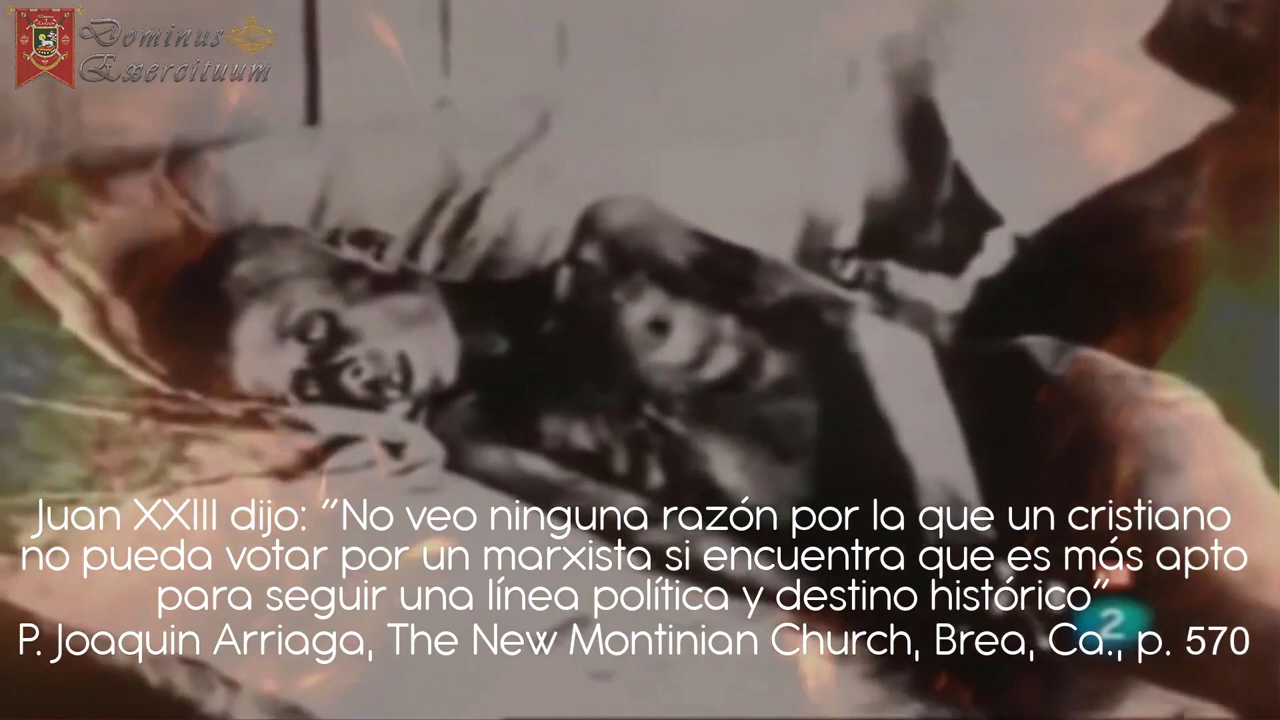 Dominus
Exercituum
Juan XXIII dijo: "No veo ninguna razón por la que un cristiano
no pueda votar por un marxista si encuentra que es más apto
para seguir una línea política y destino histórico"
2
P. Joaquin Arriaga, The New Montinian Church, Brea, Ca., p. 570